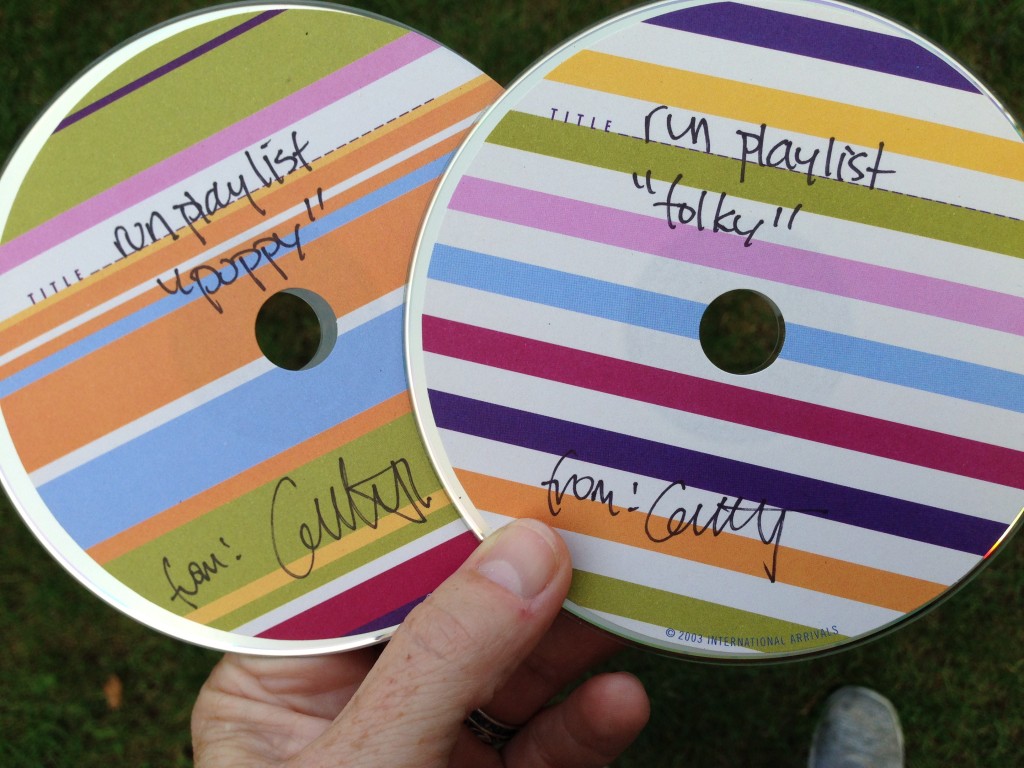 TITLE run playlist
"poppy"
from:
TITLE run playlist
"folky"
from:
© 2003 INTERNATIONAL ARRIVALS